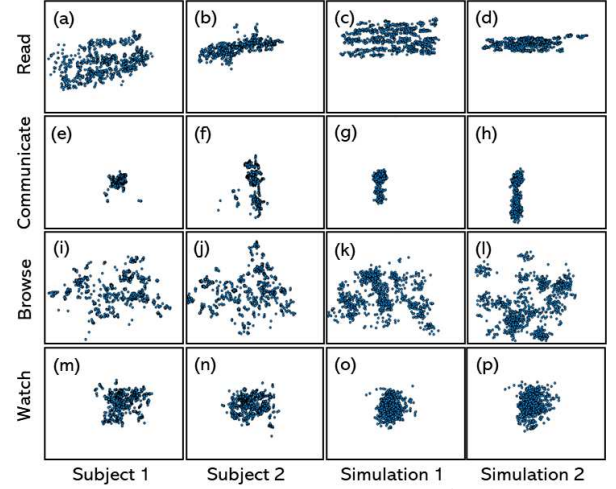 Read
(a) (b) (c) (d)
Communicate
(e) (f) (g) (h)
Browse
(i) (j) (k) (l)
Watch
(m) (n) (o) (p)
Subject 1 Subject 2 Simulation 1 Simulation 2